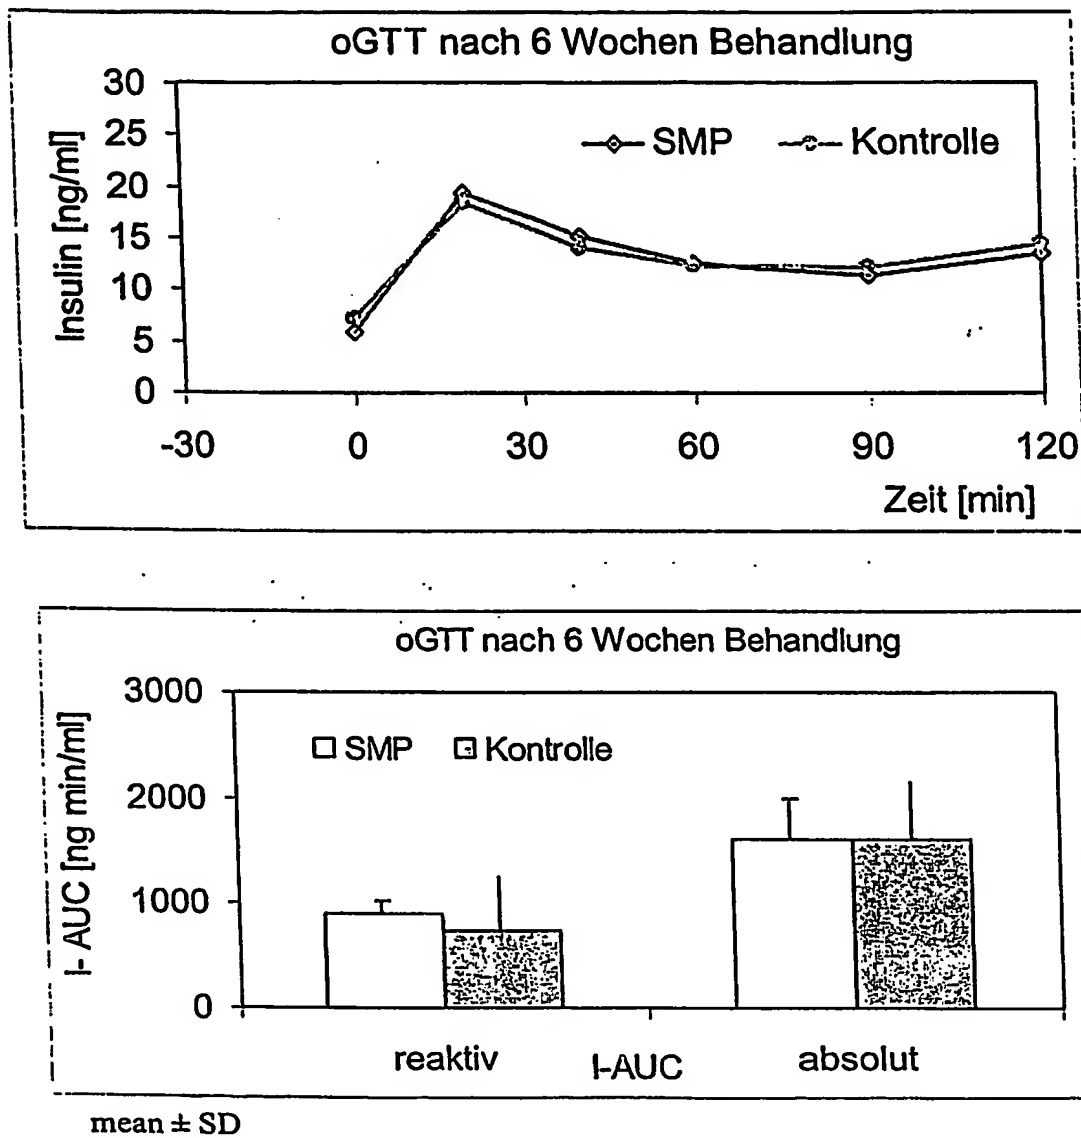 oGTT nach 6 Wochen Behandlung
30
25
20
15
10
5
0
Insulin [ng/ml]
SMP Kontrolle
-30 0 30 60 90 120
Zeit [min]
oGTT nach 6 Wochen Behandlung
3000
2000
1000
0
I- AUC [ng min/ml]
SMP Kontrolle
reaktiv I-AUC absolut
mean ± SD